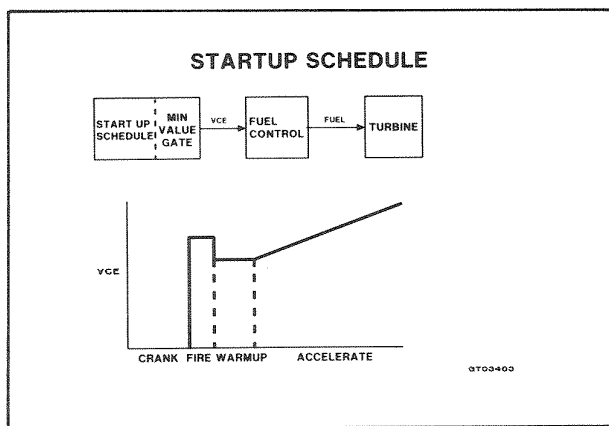 STARTUP SCHEDULE
START UP
SCHEDULE
MIN
VALUE
GATE
VCE
FUEL
CONTROL
FUEL
TURBINE
VCE
CRANK FIRE WARMUP ACCELERATE
GT03403